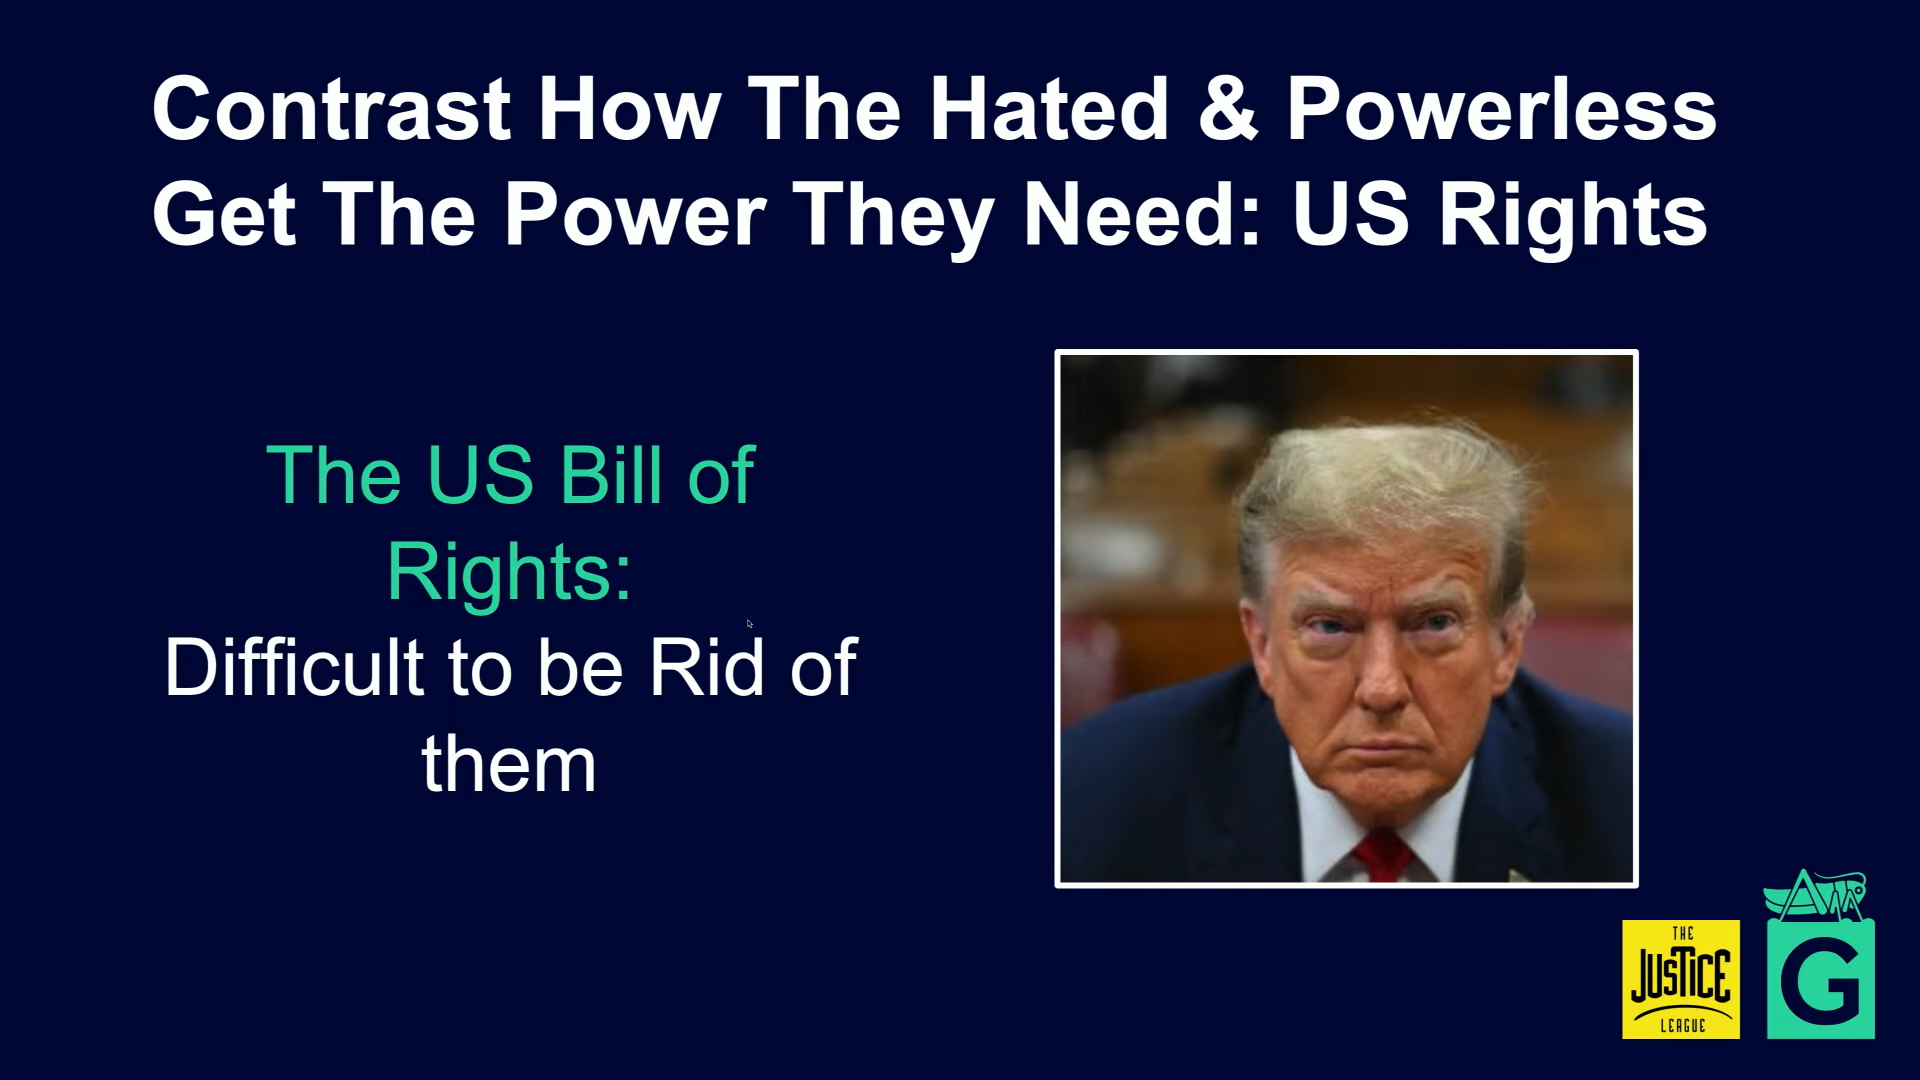 Contrast How The Hated & Powerless
Get The Power They Need: US Rights
The US Bill of
Rights:
Difficult to be Rid of
them
THE
JUSTICE
LEAGUE
G